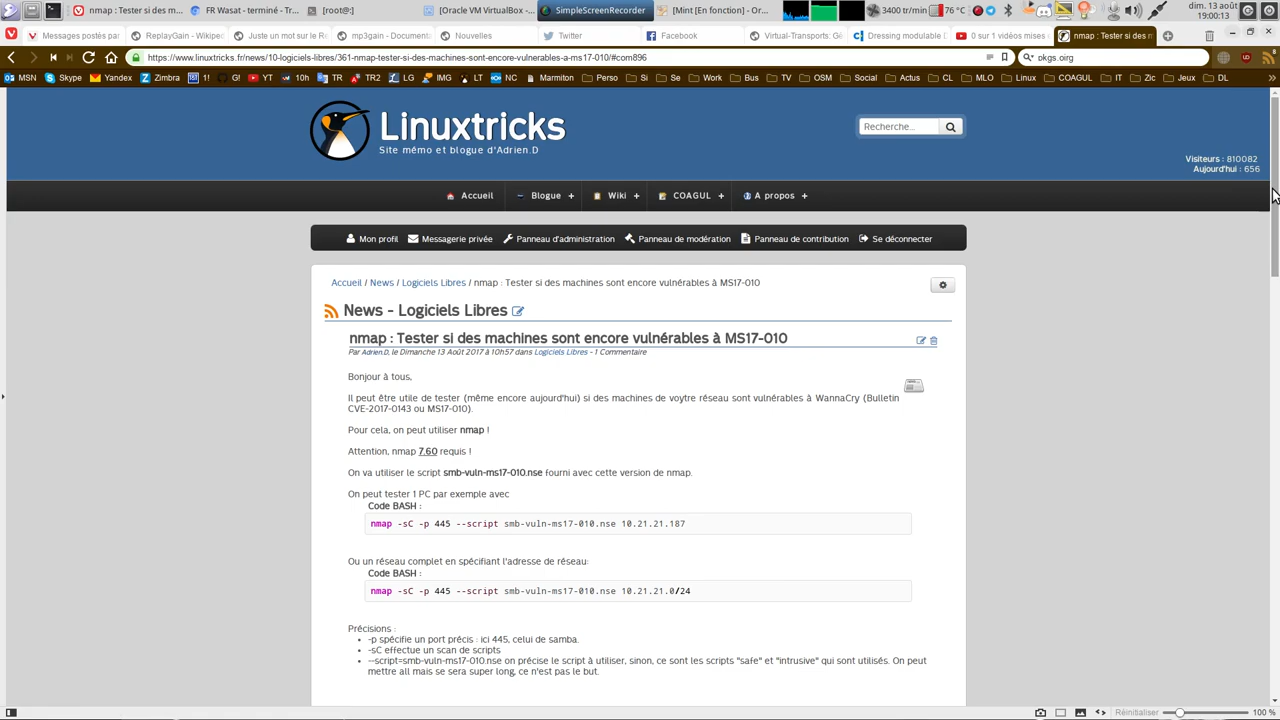 nmap : Tester si des m...
FR Wasat - terminé - Tr...
[root@:]
[Oracle VM VirtualBox -...
SimpleScreenRecorder
[Mint [En fonction] - Or...
3400 tr/min
76 °C
dim. 13 août
19:00:13
Messages postés par
ReplayGain - Wikiped
Juste un mot sur le R
mp3gain - Document
Nouvelles
Twitter
Facebook
Virtual-Transports: Gé
Dressing modulable D
0 sur 1 vidéos mises
nmap : Tester si des m
https://www.linuxtricks.fr/news/10-logiciels-libres/361-nmap-tester-si-des-machines-sont-encore-vulnerables-a-ms17-010/#com896
pkgs.oirg
MSN
Skype
Yandex
Zimbra
1&1
10h
TR
TR2
LG
GR
YT
FR
IMG
LT
NC
Marmiton
Perso
Si
Se
Work
Bus
TV
OSM
Social
Actus
CL
MLO
Linux
COAGUL
IT
Zic
Jeux
DL
Linuxtricks
Site mémo et blogue d'Adrien.D
Recherche...
Visiteurs : 810082
Aujourd'hui : 656
Accueil
Blogue +
Wiki +
COAGUL +
A propos +
Mon profil
Messagerie privée
Panneau d'administration
Panneau de modération
Panneau de contribution
Se déconnecter
Accueil / News / Logiciels Libres / nmap : Tester si des machines sont encore vulnérables à MS17-010
News - Logiciels Libres
nmap : Tester si des machines sont encore vulnérables à MS17-010
Par Adrien.D, le Dimanche 13 Août 2017 à 10h57 dans Logiciels Libres - 1 Commentaire
Bonjour à tous,
Il peut être utile de tester (même encore aujourd'hui) si des machines de voytre réseau sont vulnérables à WannaCry (Bulletin
CVE-2017-0143 ou MS17-010).
Pour cela, on peut utiliser nmap !
Attention, nmap 7.60 requis !
On va utiliser le script smb-vuln-ms17-010.nse fourni avec cette version de nmap.
On peut tester 1 PC par exemple avec
Code BASH :
nmap -sC -p 445 --script smb-vuln-ms17-010.nse 10.21.21.187
Ou un réseau complet en spécifiant l'adresse de réseau:
Code BASH :
nmap -sC -p 445 --script smb-vuln-ms17-010.nse 10.21.21.0/24
Précisions :
• -p spécifie un port précis : ici 445, celui de samba.
• -sC effectue un scan de scripts
• --script=smb-vuln-ms17-010.nse on précise le script à utiliser, sinon, ce sont les scripts "safe" et "intrusive" qui sont utilisés. On peut
mettre all mais se sera super long, ce n'est pas le but.
Réinitialiser
100 %